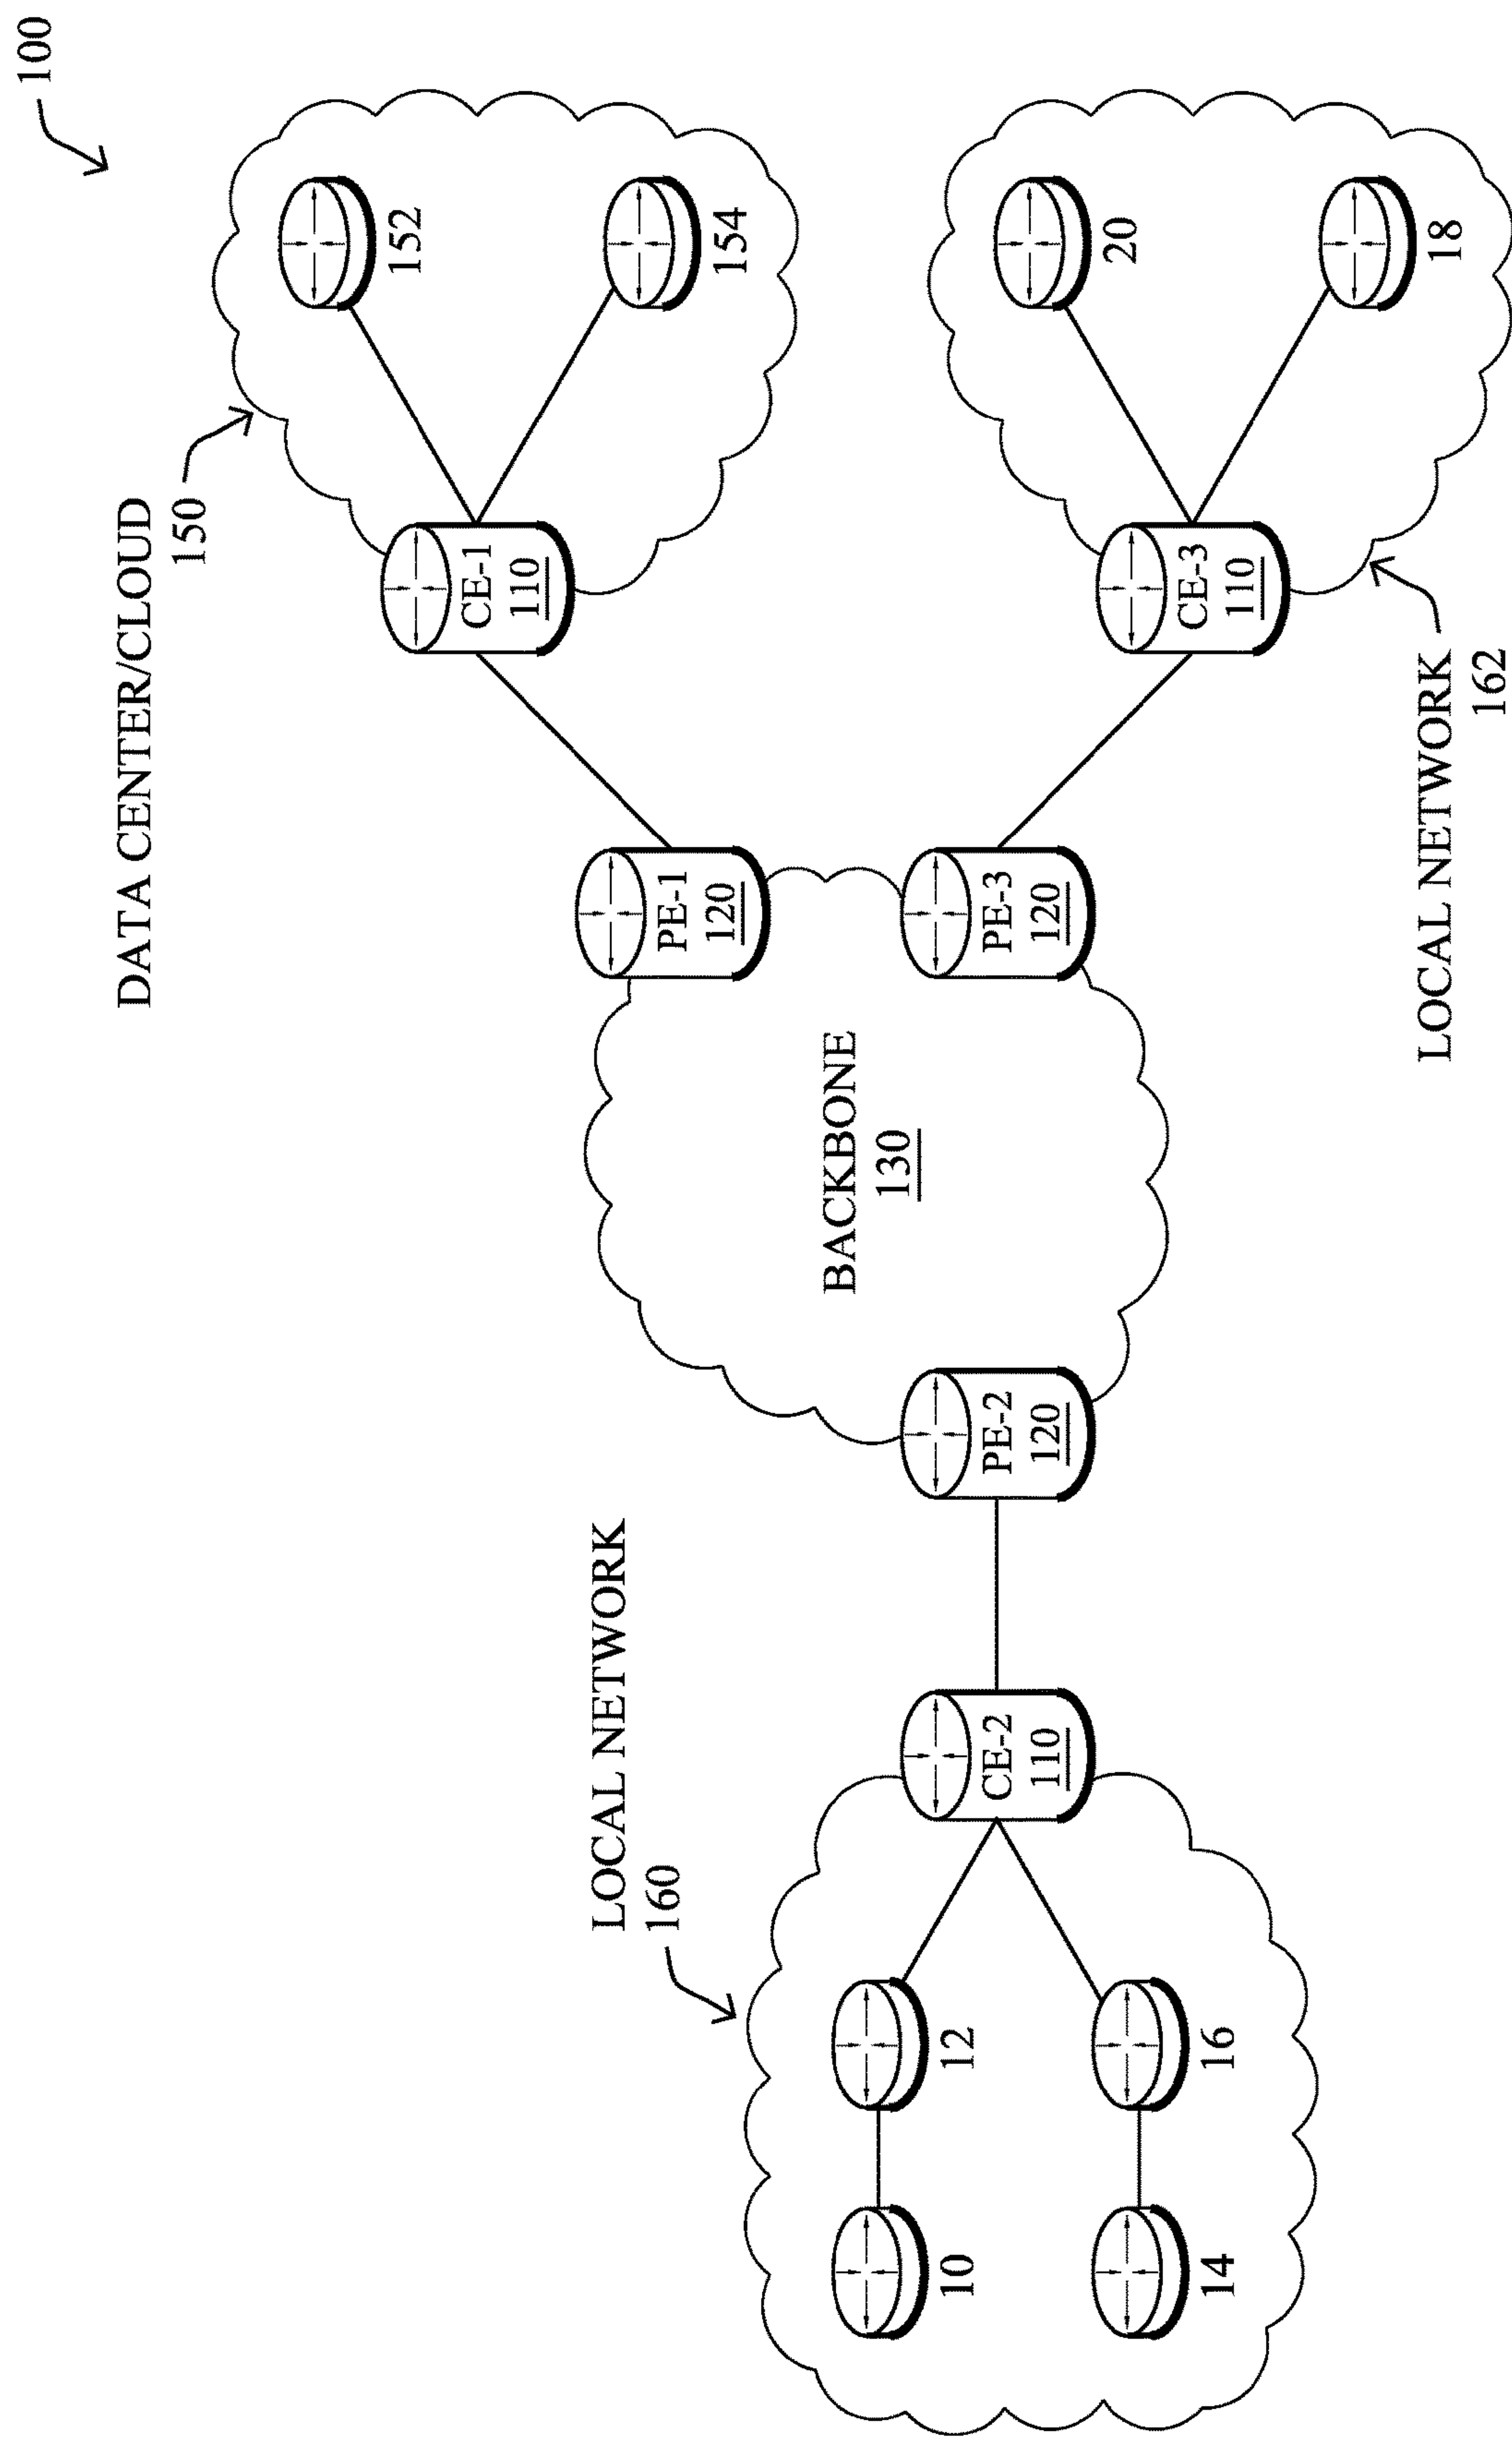 100
DATA CENTER/CLOUD
150
152
154
CE-1
110
PE-1
120
LOCAL NETWORK
160
BACKBONE
130
10
12
14
16
CE-2
110
PE-2
120
PE-3
120
CE-3
110
20
18
LOCAL NETWORK
162